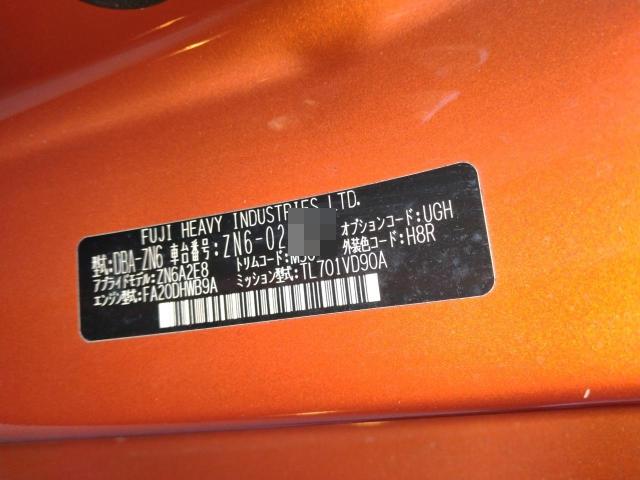 FUJI HEAVY INDUSTRIES LTD.
型式:DBA-ZN6 車台番号:ZN6-02 オプションコード:UGH
アプライドモデル:ZN6A2E8 トリムコード: 外装色コード:H8R
エンジン型式:FA20DHWB9A ミッション型式:TL701VD90A